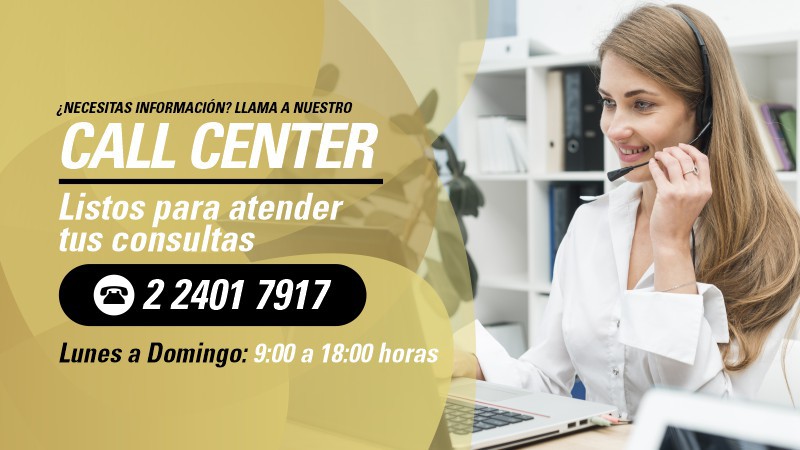 ¿NECESITAS INFORMACIÓN? LLAMA A NUESTRO
CALL CENTER
Listos para atender
tus consultas
2 2401 7917
Lunes a Domingo: 9:00 a 18:00 horas